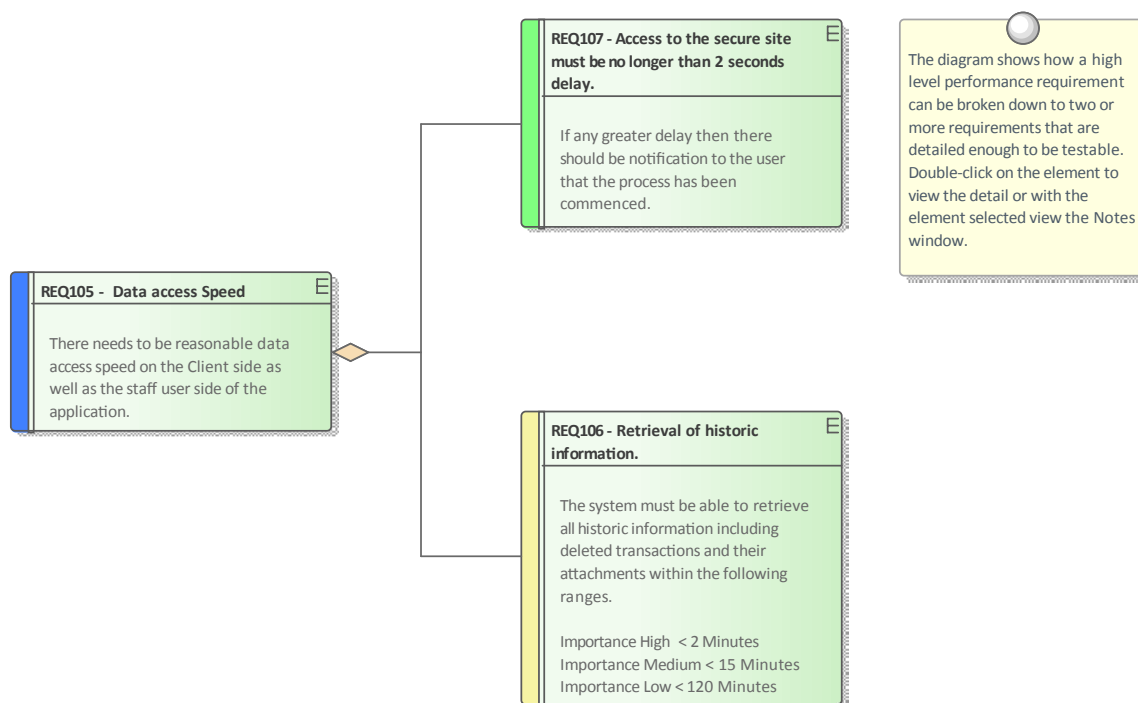 REQ107 - Access to the secure site
must be no longer than 2 seconds
delay.
E
If any greater delay then there
should be notification to the user
that the process has been
commenced.
The diagram shows how a high
level performance requirement
can be broken down to two or
more requirements that are
detailed enough to be testable.
Double-click on the element to
view the detail or with the
element selected view the Notes
window.
REQ105 -  Data access Speed
E
There needs to be reasonable data
access speed on the Client side as
well as the staff user side of the
application.
REQ106 - Retrieval of historic
information.
E
The system must be able to retrieve
all historic information including
deleted transactions and their
attachments within the following
ranges.
Importance High  < 2 Minutes
Importance Medium < 15 Minutes
Importance Low < 120 Minutes